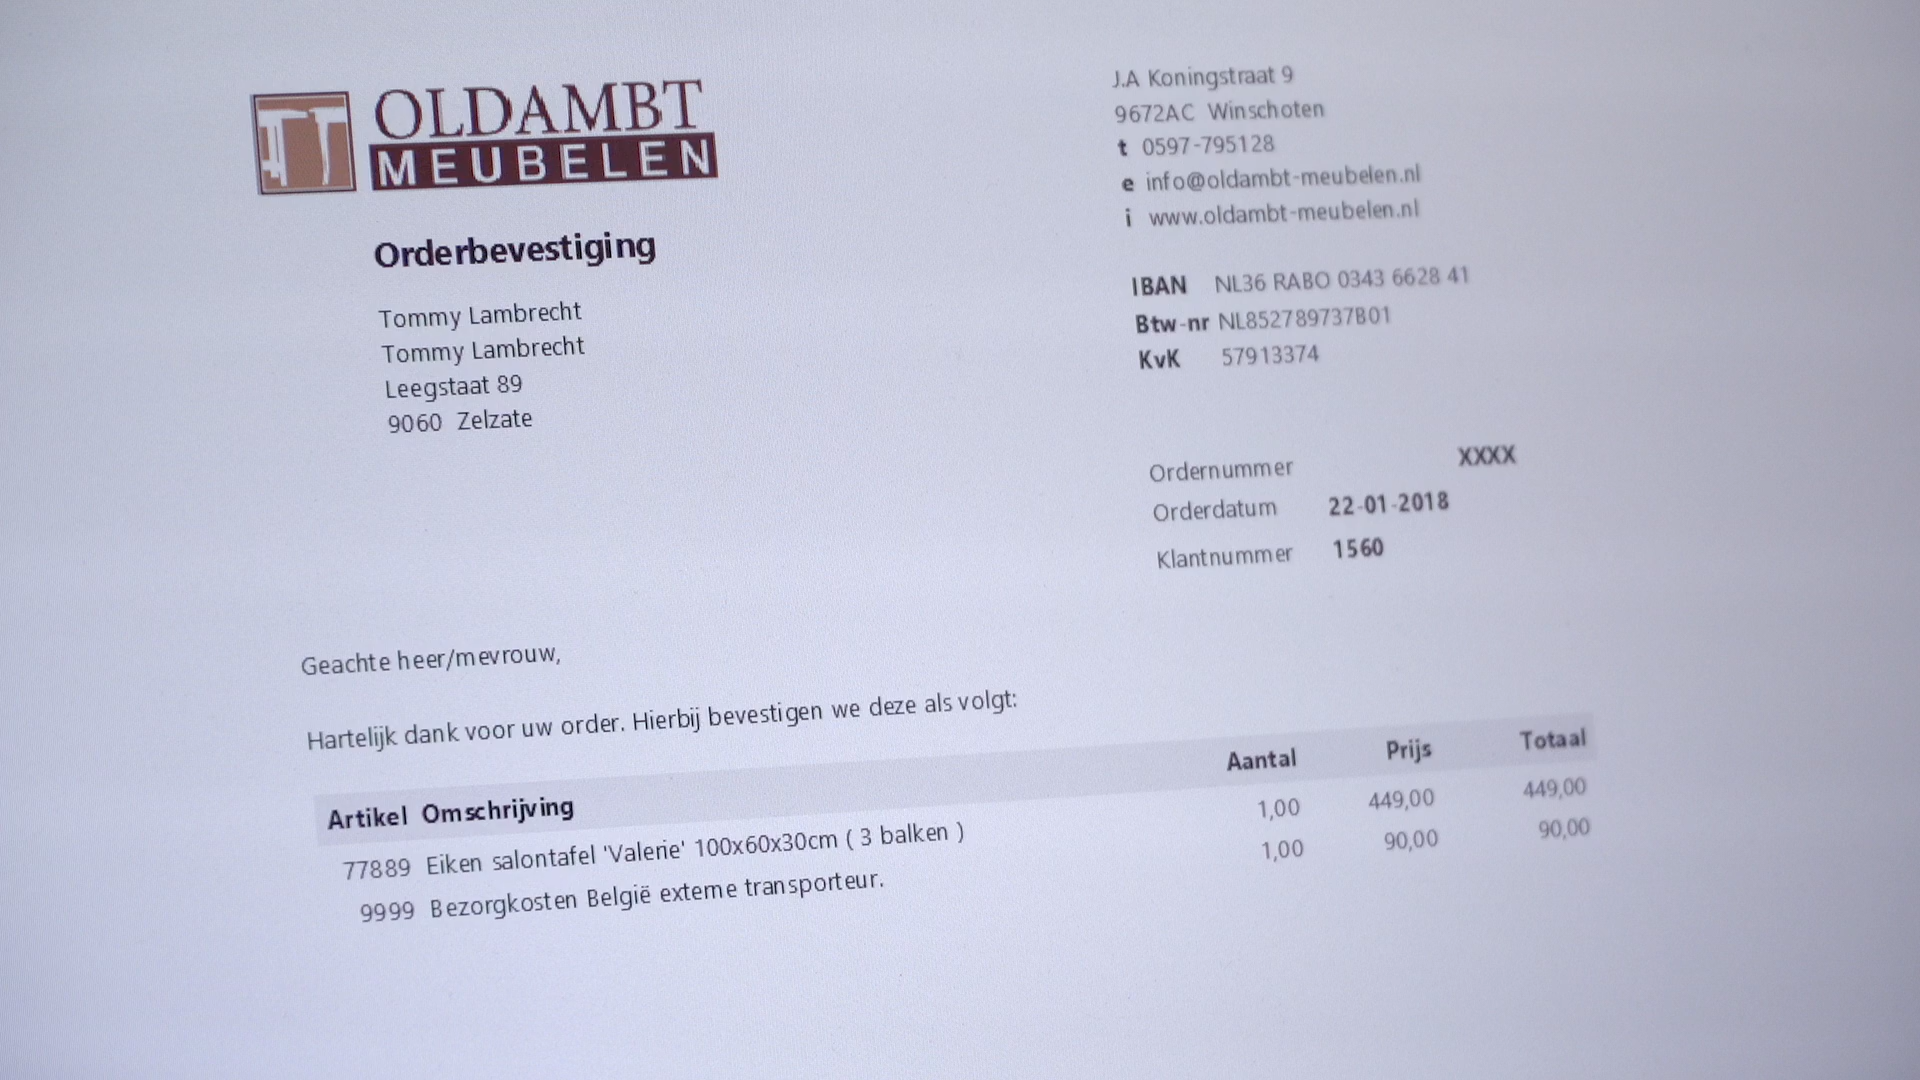 OLDAMBT
MEUBELEN
J.A Koningstraat 9
9672AC Winschoten
t 0597-795128
e info@oldambt-meubelen.nl
i www.oldambt-meubelen.nl
IBAN NL36 RABO 0343 6628 41
Btw-nr NL852789737B01
KvK 57913374
Orderbevestiging
Tommy Lambrecht
Tommy Lambrecht
Leegstaat 89
9060 Zelzate
Ordernummer XXXX
Orderdatum 22-01-2018
Klantnummer 1560
Geachte heer/mevrouw,
Hartelijk dank voor uw order. Hierbij bevestigen we deze als volgt:
Artikel Omschrijving Aantal Prijs Totaal
77889 Eiken salontafel 'Valerie' 100x60x30cm ( 3 balken ) 1,00 449,00 449,00
9999 Bezorgkosten België externe transporteur. 1,00 90,00 90,00